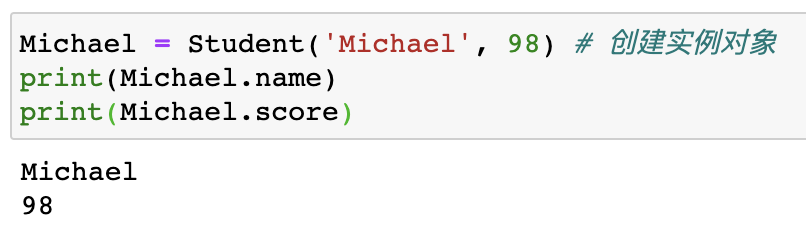 Michael = Student('Michael', 98) # 创建实例对象
print(Michael.name)
print(Michael.score)
Michael
98